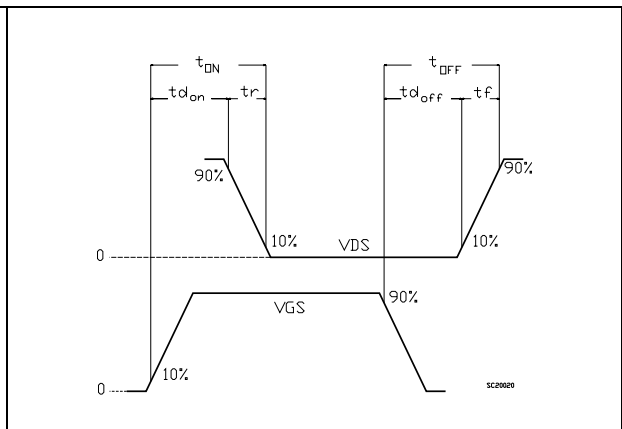 tON tOFF
tdon tr tdoff tf
90% 90%
10% VDS 10%
0
VGS 90%
10%
0 SC20020